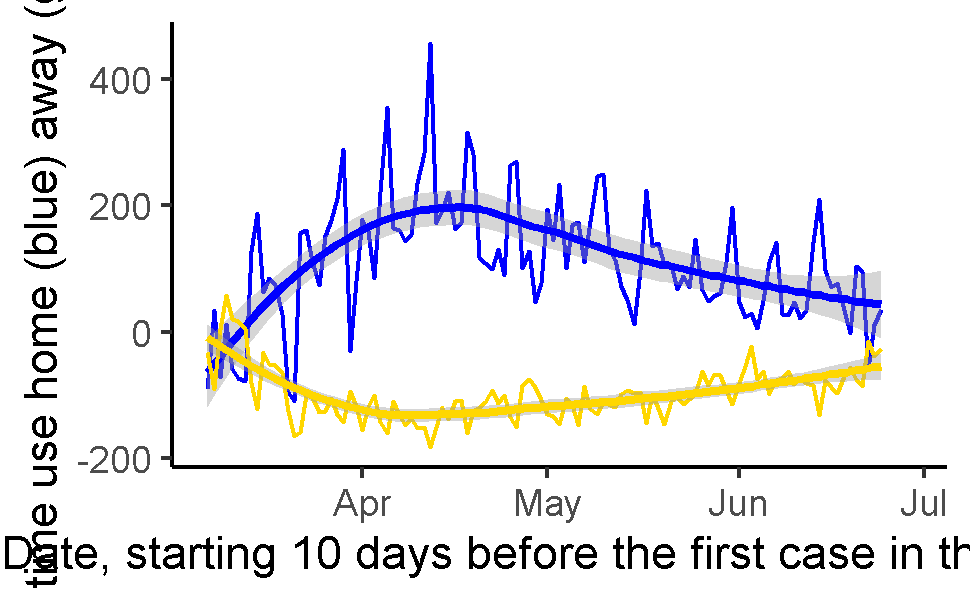 time use home (blue) away (
400
200
0
-200
Apr May Jun Jul
Date, starting 10 days before the first case in th